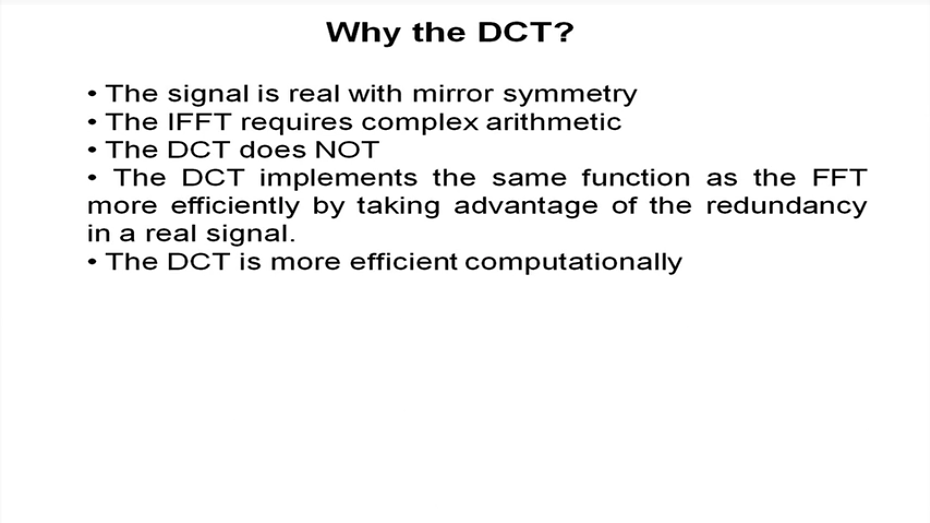 Why the DCT?
• The signal is real with mirror symmetry
• The IFFT requires complex arithmetic
• The DCT does NOT
• The DCT implements the same function as the FFT
more efficiently by taking advantage of the redundancy
in a real signal.
• The DCT is more efficient computationally